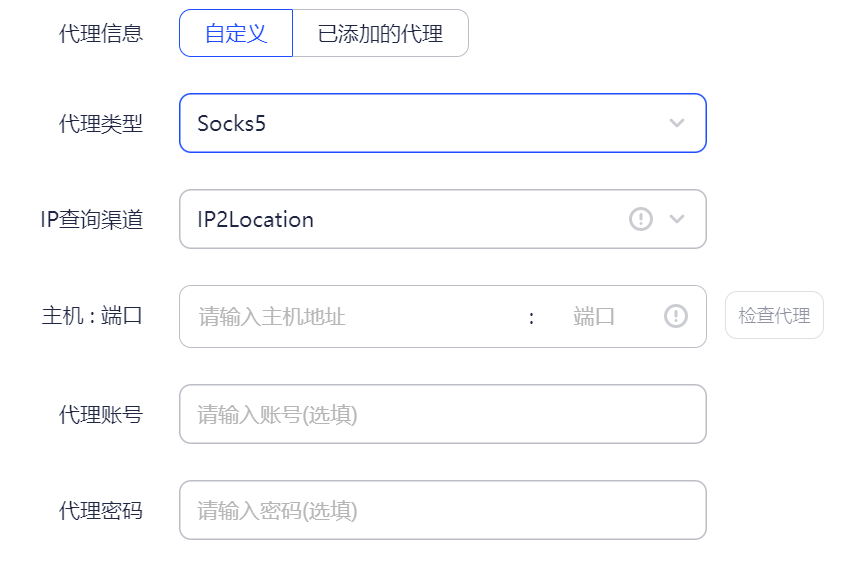 代理信息 自定义 已添加的代理
代理类型 Socks5
IP查询渠道 IP2Location
主机 : 端口 请输入主机地址 : 端口 检查代理
代理账号 请输入账号(选填)
代理密码 请输入密码(选填)